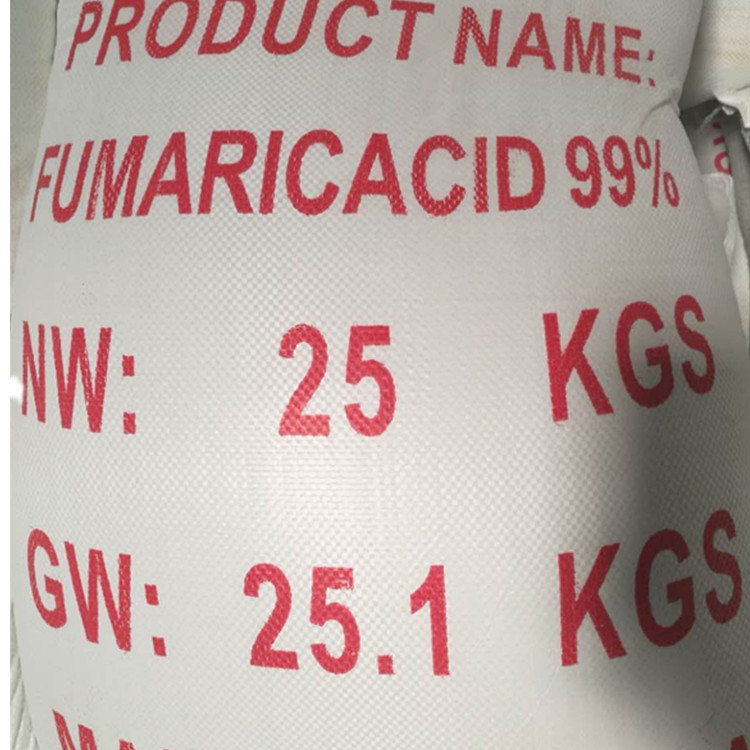 PRODUCT NAME:
FUMARICACID 99%
NW: 25 KGS
GW: 25.1 KGS